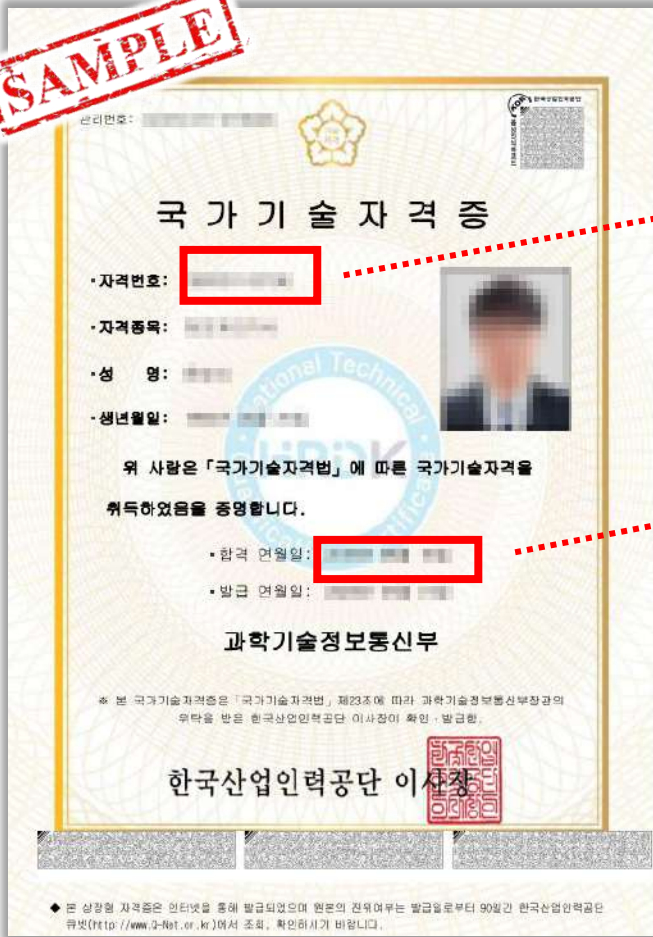 SAMPLE
관리번호:
한국산업인력공단
국가기술자격증
·자격번호:
·자격종목:
·성 명:
·생년월일:
National Technical
HRDK
위 사람은「국가기술자격법」에 따른 국가기술자격을
취득하였음을 증명합니다.
·합격 연월일:
·발급 연월일:
과학기술정보통신부
※ 본 국가기술자격증은「국가기술자격법」제23조에 따라 과학기술정보통신부장관의
위탁을 받은 한국산업인력공단 이사장이 확인·발급함.
한국산업인력공단 이사장
◆ 본 상장형 자격증은 인터넷을 통해 발급되었으며 원본의 진위여부는 발급일로부터 90일간 한국산업인력공단
큐넷(http://www.Q-Net.or.kr)에서 조회, 확인하시기 바랍니다.